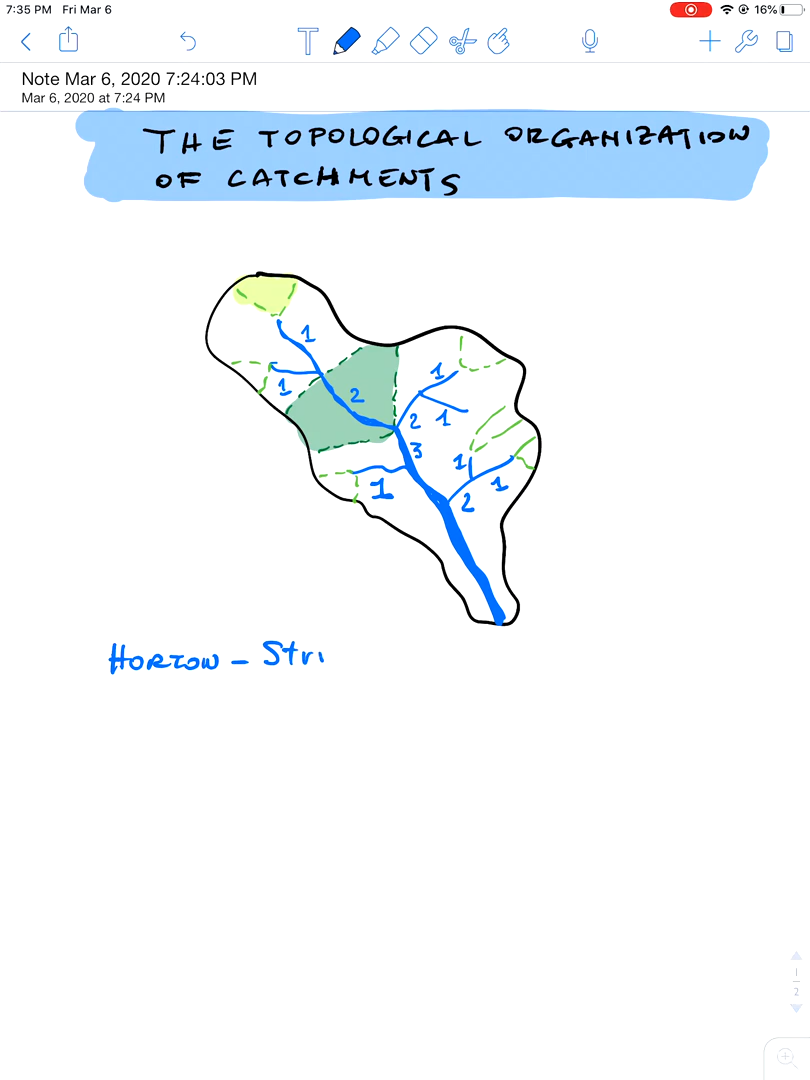 7:35 PM Fri Mar 6
16%
T
Note Mar 6, 2020 7:24:03 PM
Mar 6, 2020 at 7:24 PM
THE TOPOLOGICAL ORGANIZATION
OF CATCHMENTS
1
1
2
1
2 1
3
1
1
1
2
HORTON - Stri
1
2